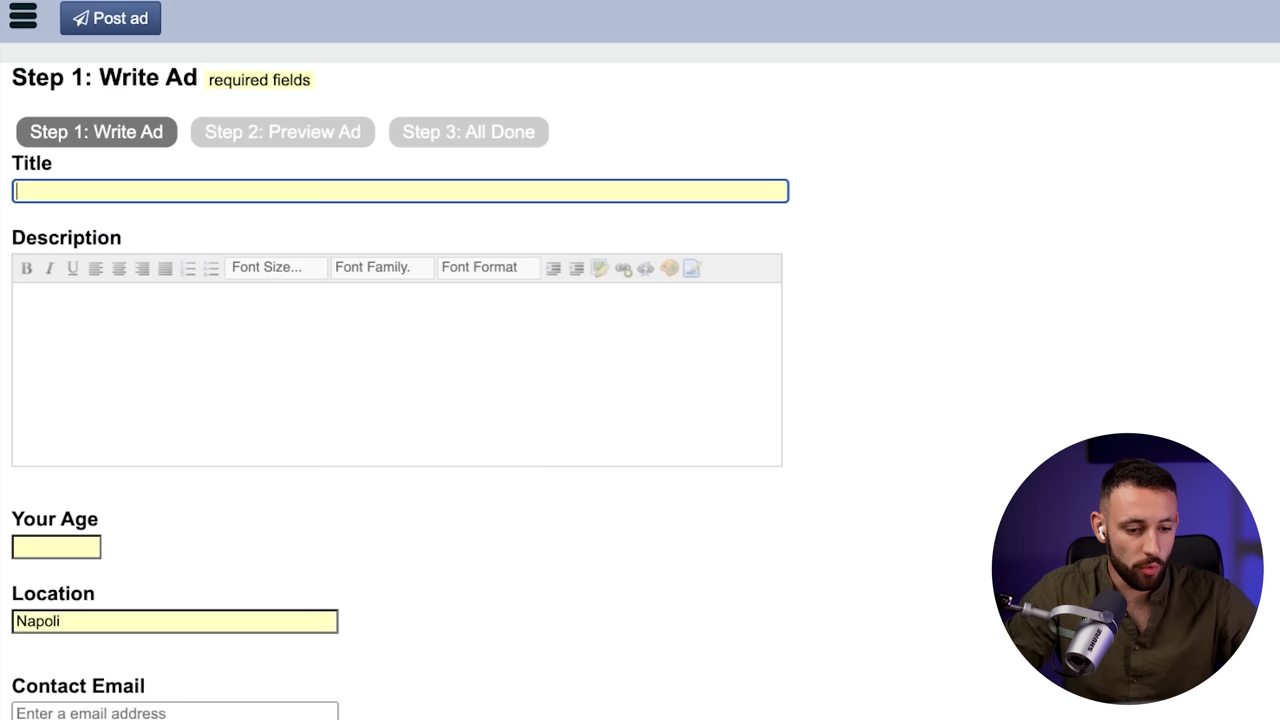 Post ad
Step 1: Write Ad required fields
Step 1: Write Ad Step 2: Preview Ad Step 3: All Done
Title
Description
B I U Font Size... Font Family. Font Format
Your Age
Location
Napoli
Contact Email
Enter a email address
SHURE